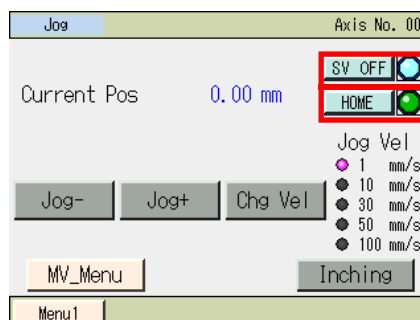 Jog Axis No. 00
SV OFF
Current Pos 0.00 mm
HOME
Jog Vel
1 mm/s
10 mm/s
30 mm/s
50 mm/s
100 mm/s
Jog- Jog+ Chg Vel
MV_Menu Inching
Menu1